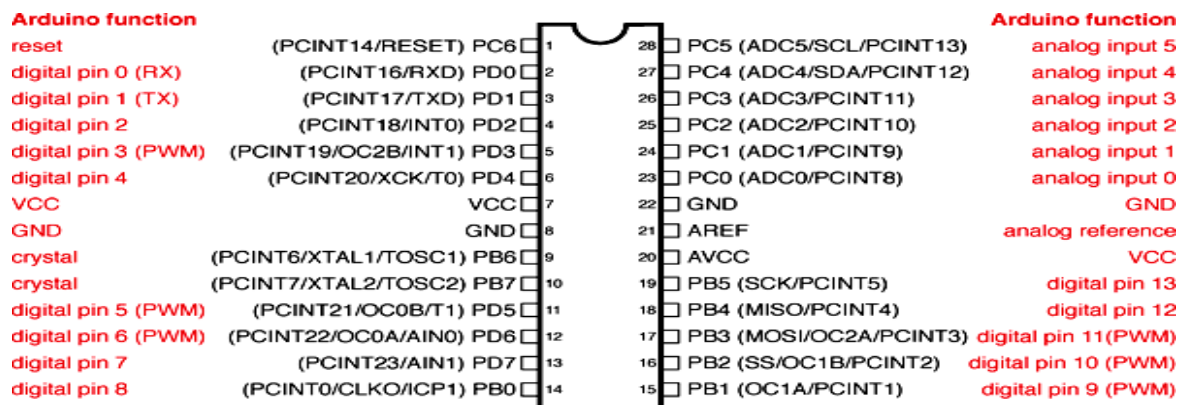 Arduino function Arduino function
reset (PCINT14/RESET) PC6 1 28 PC5 (ADC5/SCL/PCINT13) analog input 5
digital pin 0 (RX) (PCINT16/RXD) PD0 2 27 PC4 (ADC4/SDA/PCINT12) analog input 4
digital pin 1 (TX) (PCINT17/TXD) PD1 3 26 PC3 (ADC3/PCINT11) analog input 3
digital pin 2 (PCINT18/INT0) PD2 4 25 PC2 (ADC2/PCINT10) analog input 2
digital pin 3 (PWM) (PCINT19/OC2B/INT1) PD3 5 24 PC1 (ADC1/PCINT9) analog input 1
digital pin 4 (PCINT20/XCK/T0) PD4 6 23 PC0 (ADC0/PCINT8) analog input 0
VCC VCC 7 22 GND GND
GND GND 8 21 AREF analog reference
crystal (PCINT6/XTAL1/TOSC1) PB6 9 20 AVCC VCC
crystal (PCINT7/XTAL2/TOSC2) PB7 10 19 PB5 (SCK/PCINT5) digital pin 13
digital pin 5 (PWM) (PCINT21/OC0B/T1) PD5 11 18 PB4 (MISO/PCINT4) digital pin 12
digital pin 6 (PWM) (PCINT22/OC0A/AIN0) PD6 12 17 PB3 (MOSI/OC2A/PCINT3) digital pin 11(PWM)
digital pin 7 (PCINT23/AIN1) PD7 13 16 PB2 (SS/OC1B/PCINT2) digital pin 10 (PWM)
digital pin 8 (PCINT0/CLKO/ICP1) PB0 14 15 PB1 (OC1A/PCINT1) digital pin 9 (PWM)